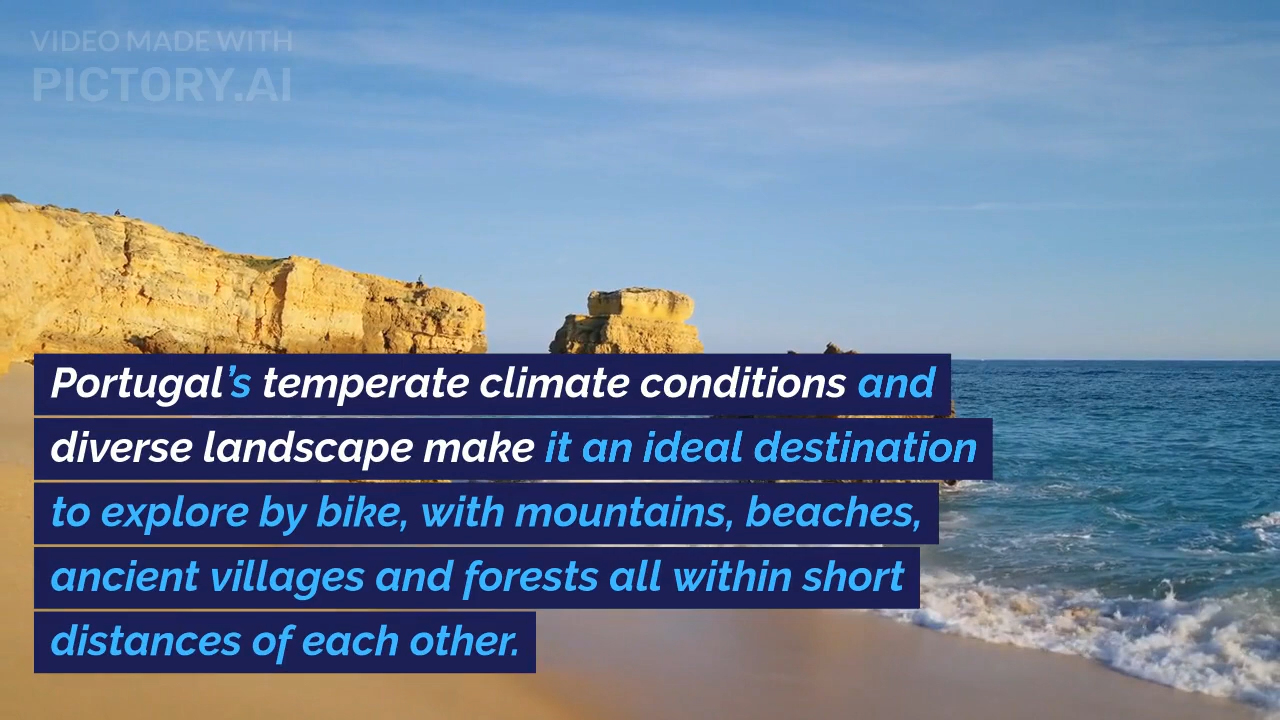 VIDEO MADE WITH
PICTORY.AI
Portugal’s temperate climate conditions and
diverse landscape make it an ideal destination
to explore by bike, with mountains, beaches,
ancient villages and forests all within short
distances of each other.